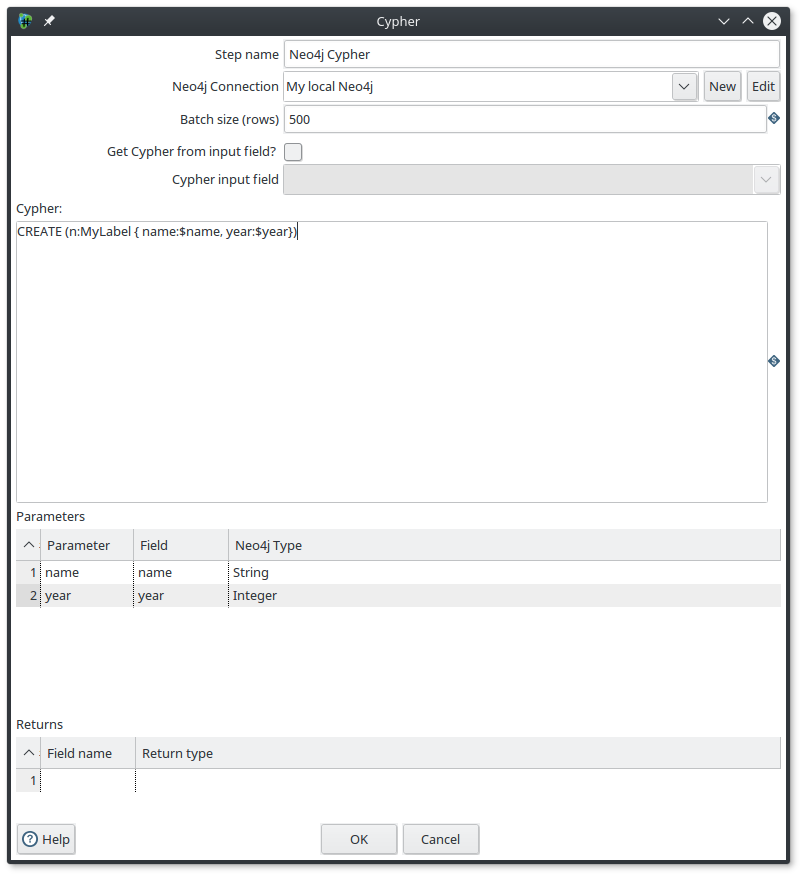 Cypher
Step name Neo4j Cypher
Neo4j Connection My local Neo4j New Edit
Batch size (rows) 500
Get Cypher from input field?
Cypher input field
Cypher:
CREATE (n:MyLabel { name:$name, year:$year})
Parameters
Parameter Field Neo4j Type
1 name name String
2 year year Integer
Returns
Field name Return type
1
Help OK Cancel